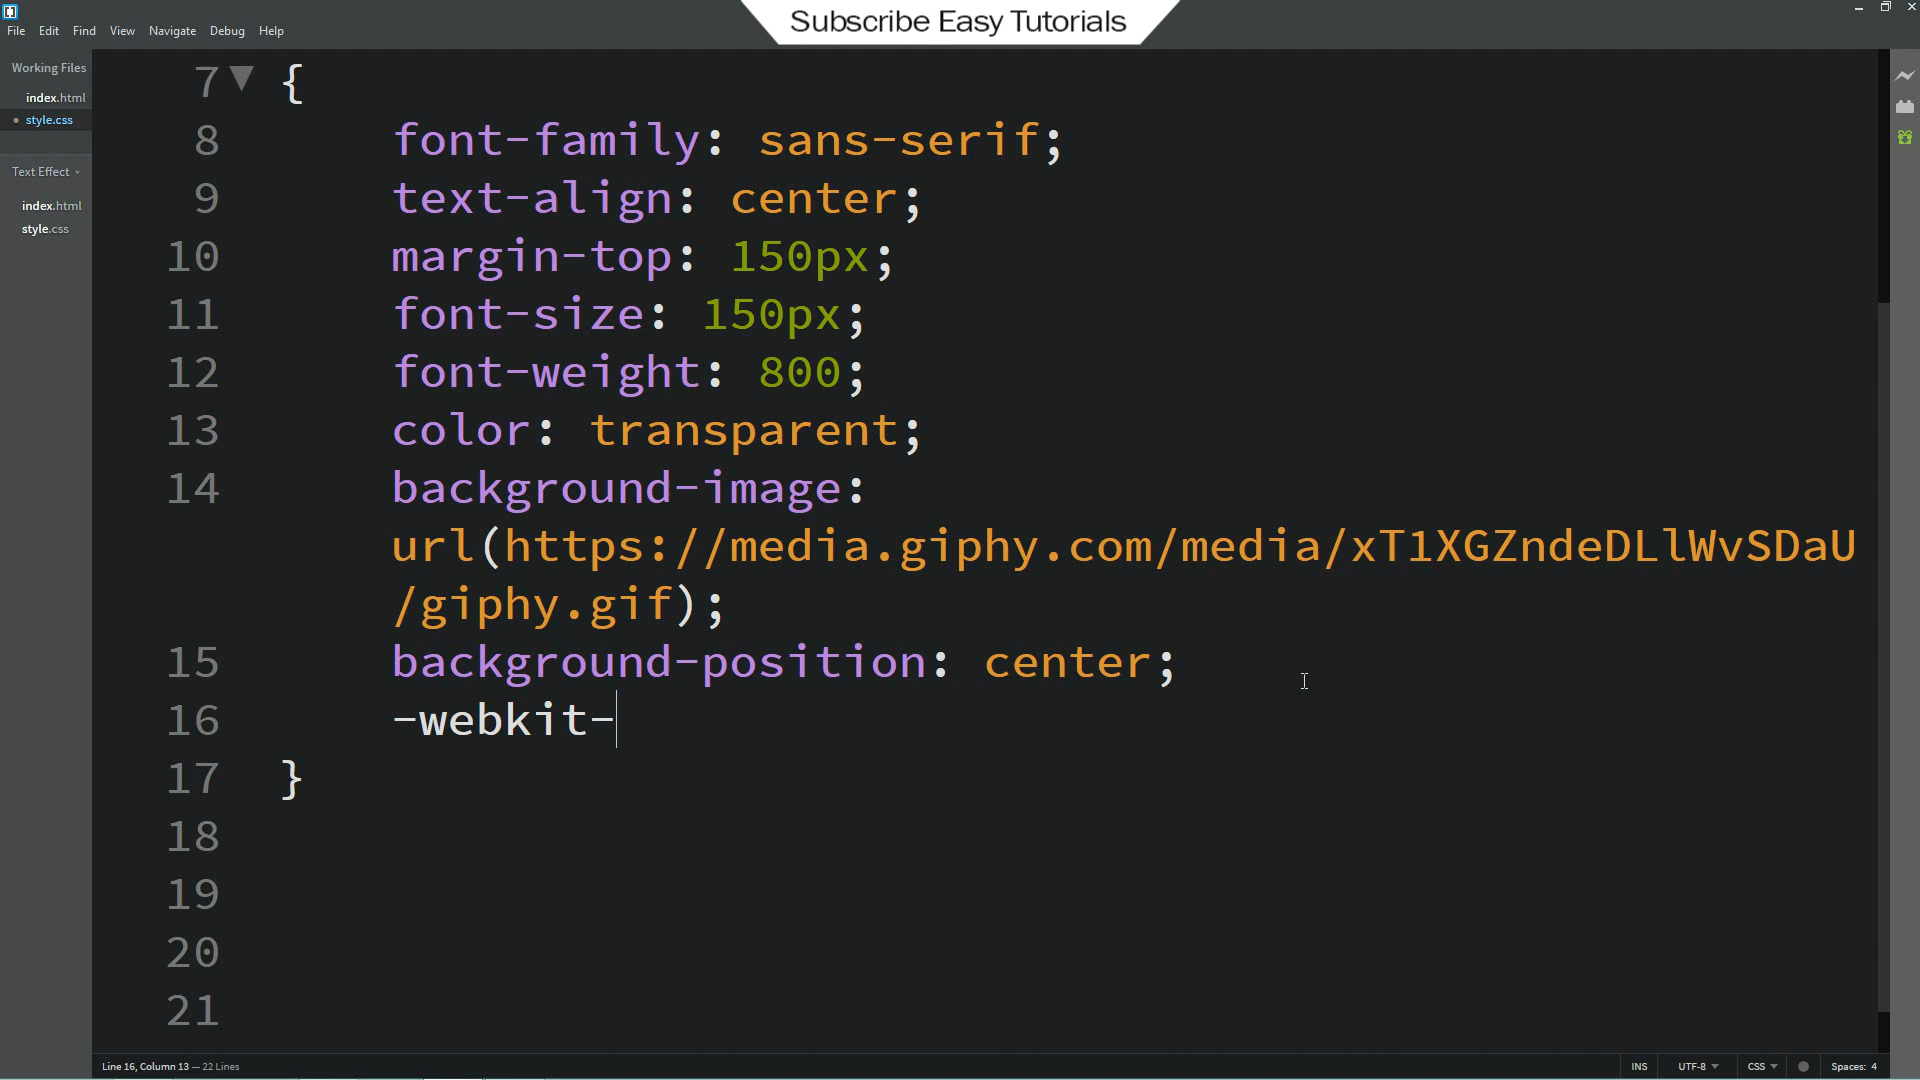 Subscribe Easy Tutorials
File Edit Find View Navigate Debug Help
Working Files
index.html
style.css
Text Effect
index.html
style.css
7 {
8 font-family: sans-serif;
9 text-align: center;
10 margin-top: 150px;
11 font-size: 150px;
12 font-weight: 800;
13 color: transparent;
14 background-image:
url(https://media.giphy.com/media/xT1XGZndeDLlWvSDaU
/giphy.gif);
15 background-position: center;
16 -webkit-
17 }
18
19
20
21
Line 16, Column 13 — 22 Lines INS UTF-8 CSS Spaces: 4